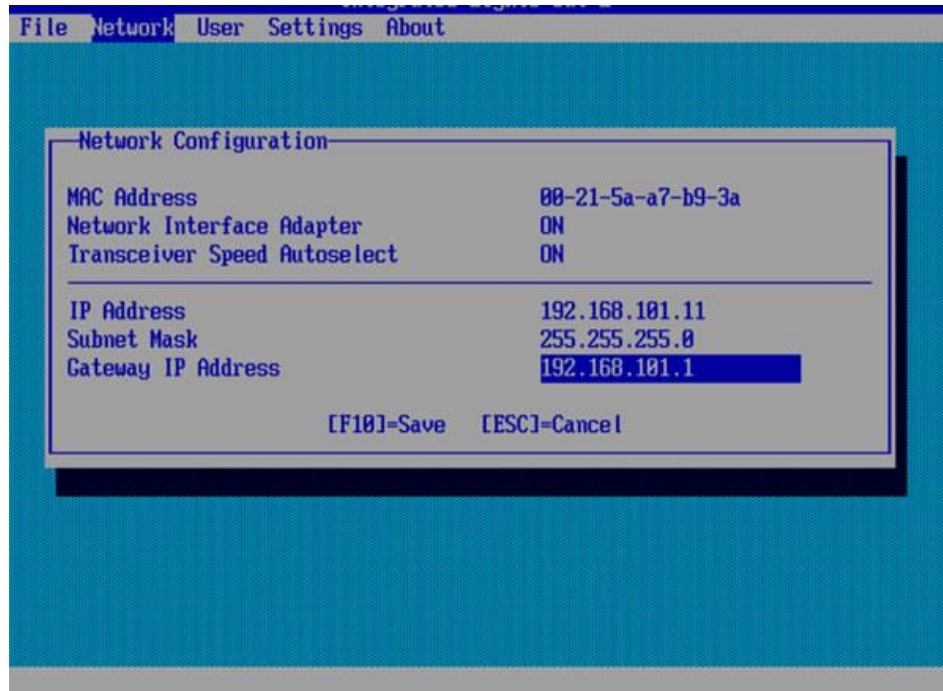 File Network User Settings About
Network Configuration
MAC Address 00-21-5a-a7-b9-3a
Network Interface Adapter ON
Transceiver Speed Autoselect ON
IP Address 192.168.101.11
Subnet Mask 255.255.255.0
Gateway IP Address 192.168.101.1
[F10]=Save [ESC]=Cancel